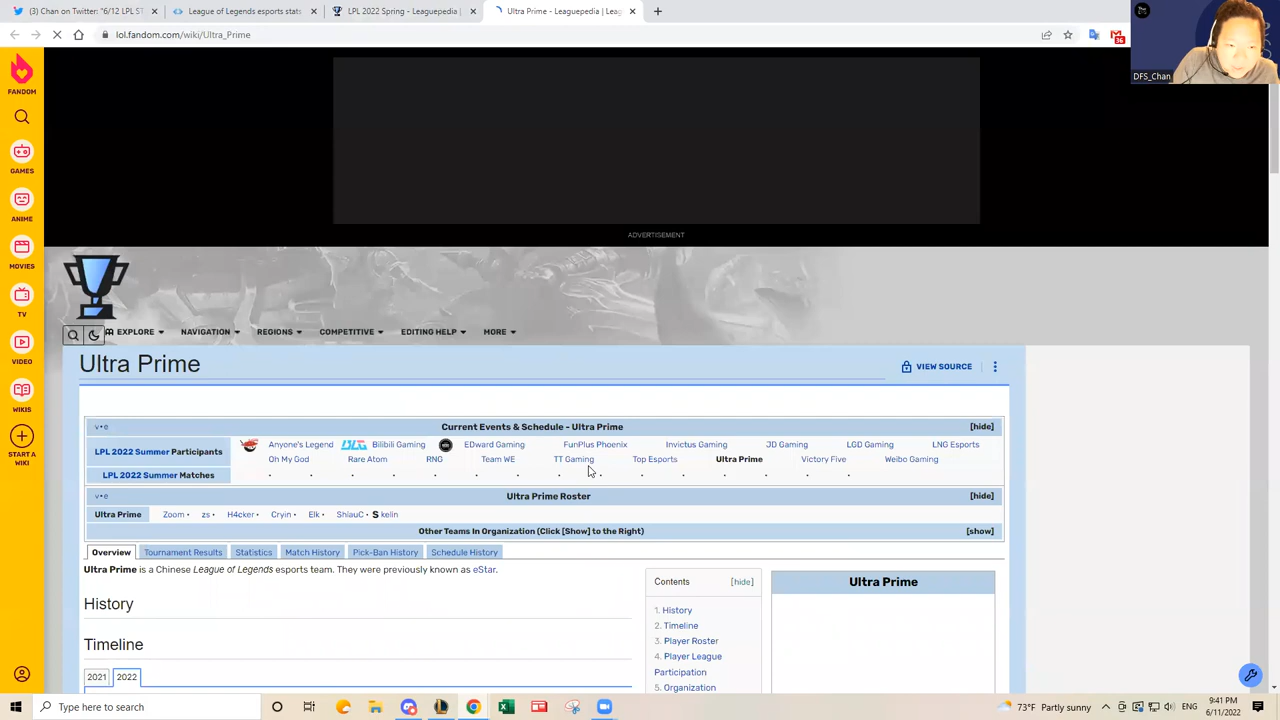 (3) Chan on Twitter: "6/12 LPL ST
League of Legends esports stats
LPL 2022 Spring - Leaguepedia |
Ultra Prime - Leaguepedia | Leag
lol.fandom.com/wiki/Ultra_Prime
36
DFS_Chan
FANDOM
GAMES
ANIME
MOVIES
TV
VIDEO
WIKIS
START A
WIKI
ADVERTISEMENT
EXPLORE NAVIGATION REGIONS COMPETITIVE EDITING HELP MORE
Ultra Prime
VIEW SOURCE
v•e Current Events & Schedule - Ultra Prime [hide]
LPL 2022 Summer Participants
Anyone's Legend Bilibili Gaming EDward Gaming FunPlus Phoenix Invictus Gaming JD Gaming LGD Gaming LNG Esports
Oh My God Rare Atom RNG Team WE TT Gaming Top Esports Ultra Prime Victory Five Weibo Gaming
LPL 2022 Summer Matches • • • • • • • • • • • • • • •
v•e Ultra Prime Roster [hide]
Ultra Prime Zoom • zs • H4cker • Cryin • Elk • ShiauC • S kelin
Other Teams In Organization (Click [Show] to the Right) [show]
Overview Tournament Results Statistics Match History Pick-Ban History Schedule History
Ultra Prime is a Chinese League of Legends esports team. They were previously known as eStar.
History
Timeline
2021 2022
Contents [hide]
1. History
2. Timeline
3. Player Roster
4. Player League
Participation
5. Organization
Ultra Prime
Type here to search
73°F Partly sunny
ENG
9:41 PM
6/11/2022